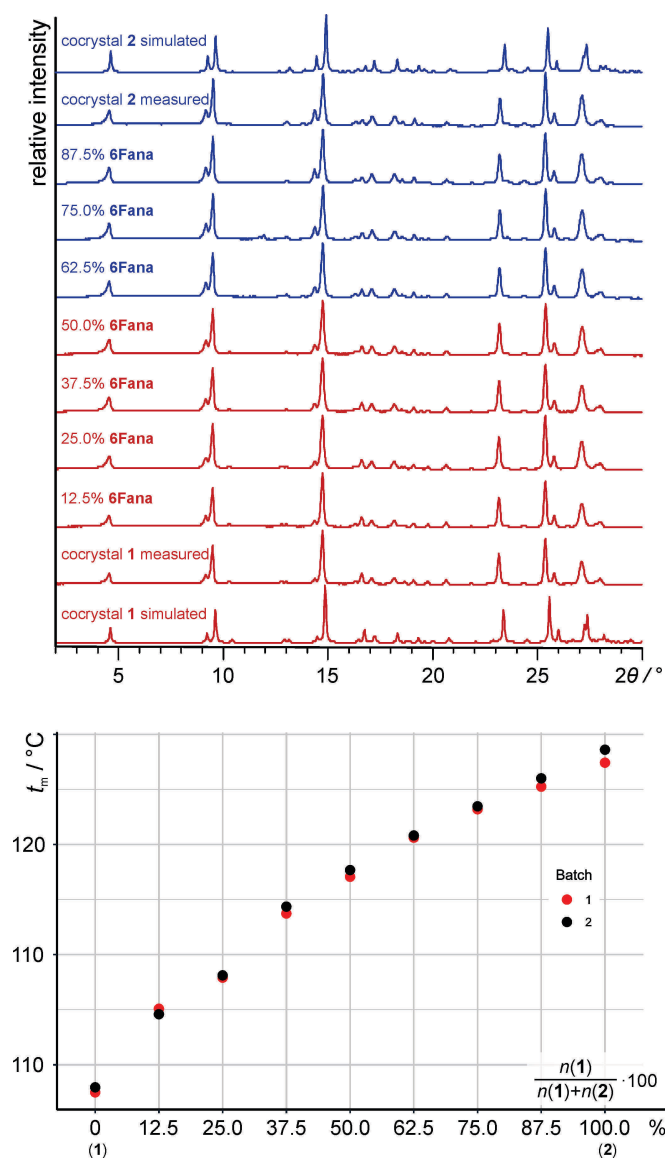 relative intensity
cocrystal 2 simulated
cocrystal 2 measured
87.5% 6Fana
75.0% 6Fana
62.5% 6Fana
50.0% 6Fana
37.5% 6Fana
25.0% 6Fana
12.5% 6Fana
cocrystal 1 measured
cocrystal 1 simulated
5 10 15 20 25 2θ/°
tm / °C
120
110
110
Batch
1
2
n(1)
n(1)+n(2) ·100
0 12.5 25.0 37.5 50.0 62.5 75.0 87.5 100.0 %
(1) (2)